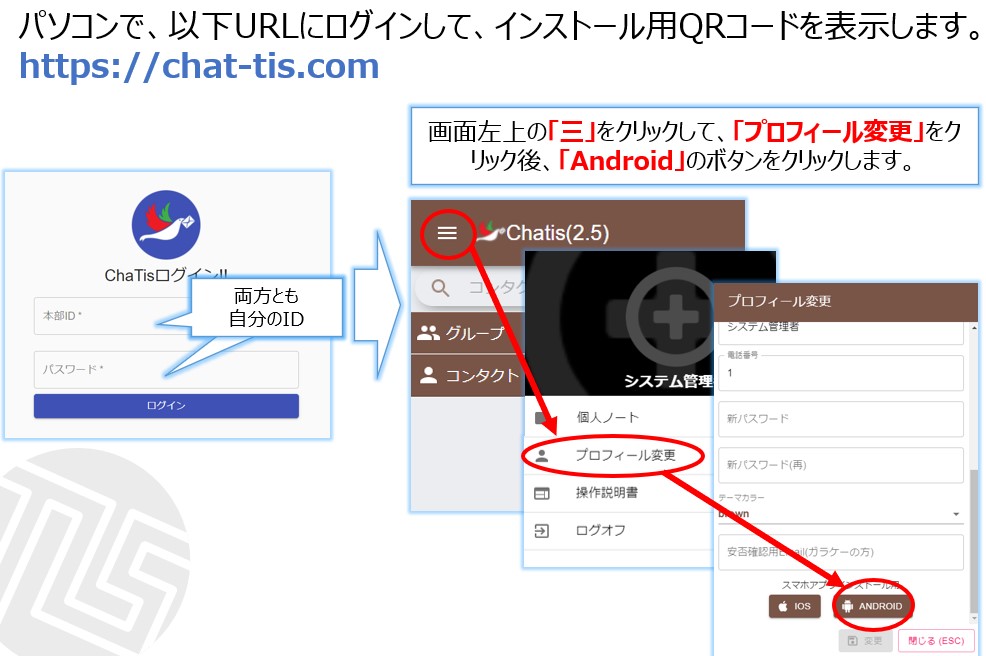 パソコンで、以下URLにログインして、インストール用QRコードを表示します。
https://chat-tis.com
画面左上の「三」をクリックして、「プロフィール変更」をク
リック後、「Android」のボタンをクリックします。
ChaTisログイン!!
両方とも
自分のID
本部ID *
パスワード *
ログイン
Chatis(2.5)
コンタク
グループ
コンタクト
システム管理
個人ノート
プロフィール変更
操作説明書
ログオフ
プロフィール変更
システム管理者
電話番号
1
新パスワード
新パスワード(再)
テーマカラー
brown
安否確認用Email(ガラケーの方)
スマホアプリインストール用
IOS
ANDROID
変更
閉じる (ESC)